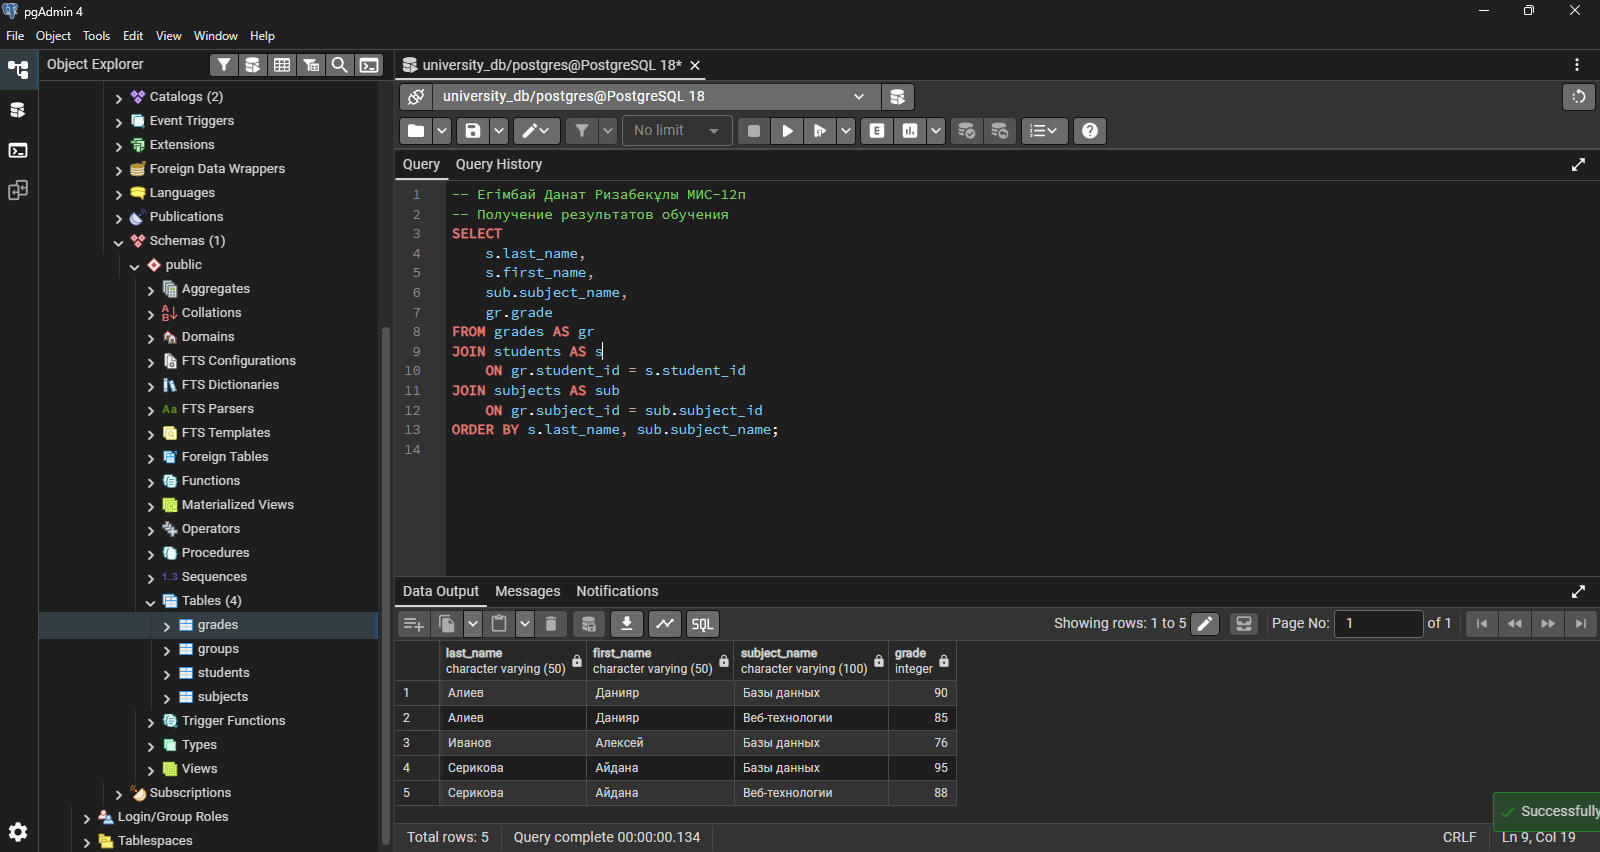 pgAdmin 4
File Object Tools Edit View Window Help
Object Explorer
university_db/postgres@PostgreSQL 18*
Catalogs (2)
Event Triggers
Extensions
Foreign Data Wrappers
Languages
Publications
Schemas (1)
public
Aggregates
Collations
Domains
FTS Configurations
FTS Dictionaries
Aa FTS Parsers
FTS Templates
Foreign Tables
Functions
Materialized Views
Operators
Procedures
1..3 Sequences
Tables (4)
grades
groups
students
subjects
Trigger Functions
Types
Views
Subscriptions
Login/Group Roles
Tablespaces
university_db/postgres@PostgreSQL 18
No limit
Query Query History
1 -- Егімбай Данат Ризабекұлы МИС-12п
2 -- Получение результатов обучения
3 SELECT
4 s.last_name,
5 s.first_name,
6 sub.subject_name,
7 gr.grade
8 FROM grades AS gr
9 JOIN students AS s
10 ON gr.student_id = s.student_id
11 JOIN subjects AS sub
12 ON gr.subject_id = sub.subject_id
13 ORDER BY s.last_name, sub.subject_name;
14
Data Output Messages Notifications
SQL Showing rows: 1 to 5 Page No: 1 of 1
last_name first_name subject_name grade
character varying (50) character varying (50) character varying (100) integer
1 Алиев Данияр Базы данных 90
2 Алиев Данияр Веб-технологии 85
3 Иванов Алексей Базы данных 76
4 Серикова Айдана Базы данных 95
5 Серикова Айдана Веб-технологии 88
Successfully
Total rows: 5 Query complete 00:00:00.134 CRLF Ln 9, Col 19